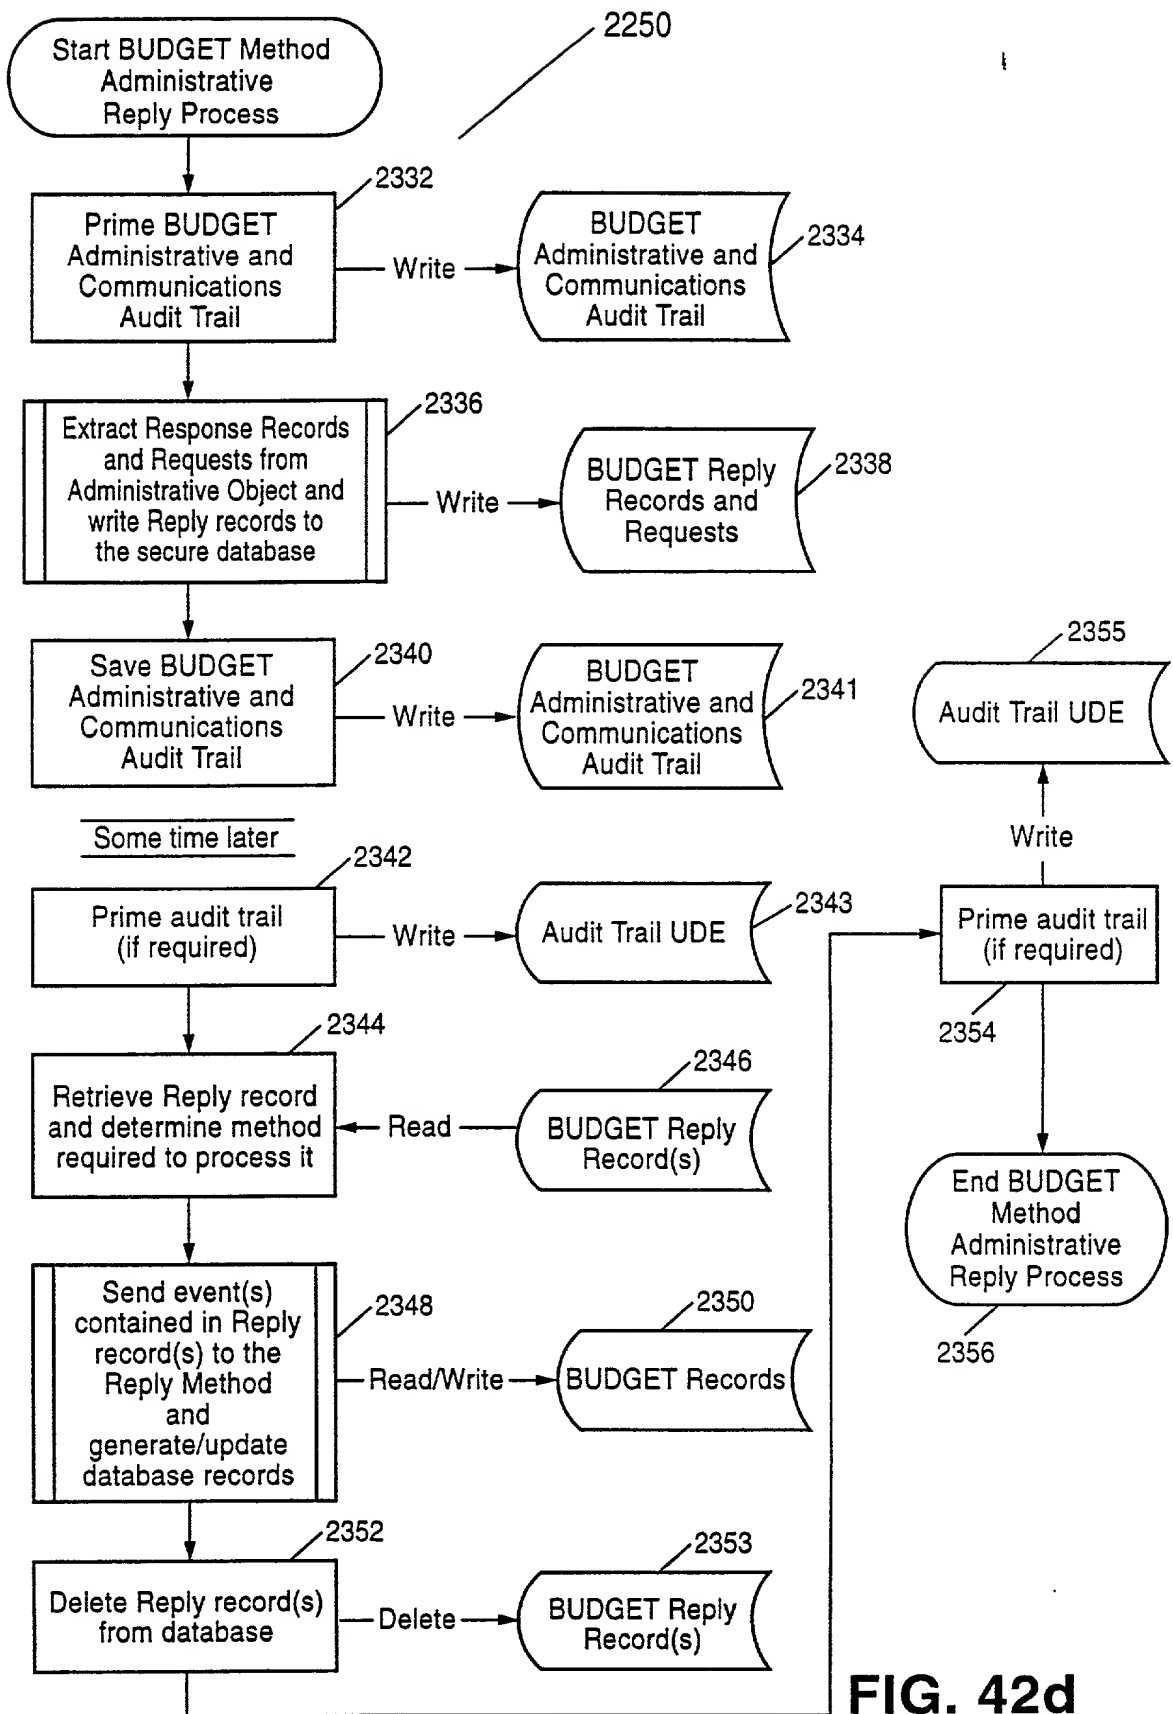 2250
Start BUDGET Method
Administrative
Reply Process
2332
Prime BUDGET
Administrative and
Communications
Audit Trail
Write
BUDGET
Administrative and
Communications
Audit Trail
2334
2336
Extract Response Records
and Requests from
Administrative Object and
write Reply records to
the secure database
Write
BUDGET Reply
Records and
Requests
2338
2340
Save BUDGET
Administrative and
Communications
Audit Trail
Write
BUDGET
Administrative and
Communications
Audit Trail
2341
Some time later
2342
Prime audit trail
(if required)
Write
Audit Trail UDE
2343
2344
Retrieve Reply record
and determine method
required to process it
Read
2346
BUDGET Reply
Record(s)
Send event(s)
contained in Reply
record(s) to the
Reply Method
and
generate/update
database records
2348
Read/Write
2350
BUDGET Records
2352
Delete Reply record(s)
from database
Delete
2353
BUDGET Reply
Record(s)
2355
Audit Trail UDE
Write
Prime audit trail
(if required)
2354
End BUDGET
Method
Administrative
Reply Process
2356
FIG. 42d